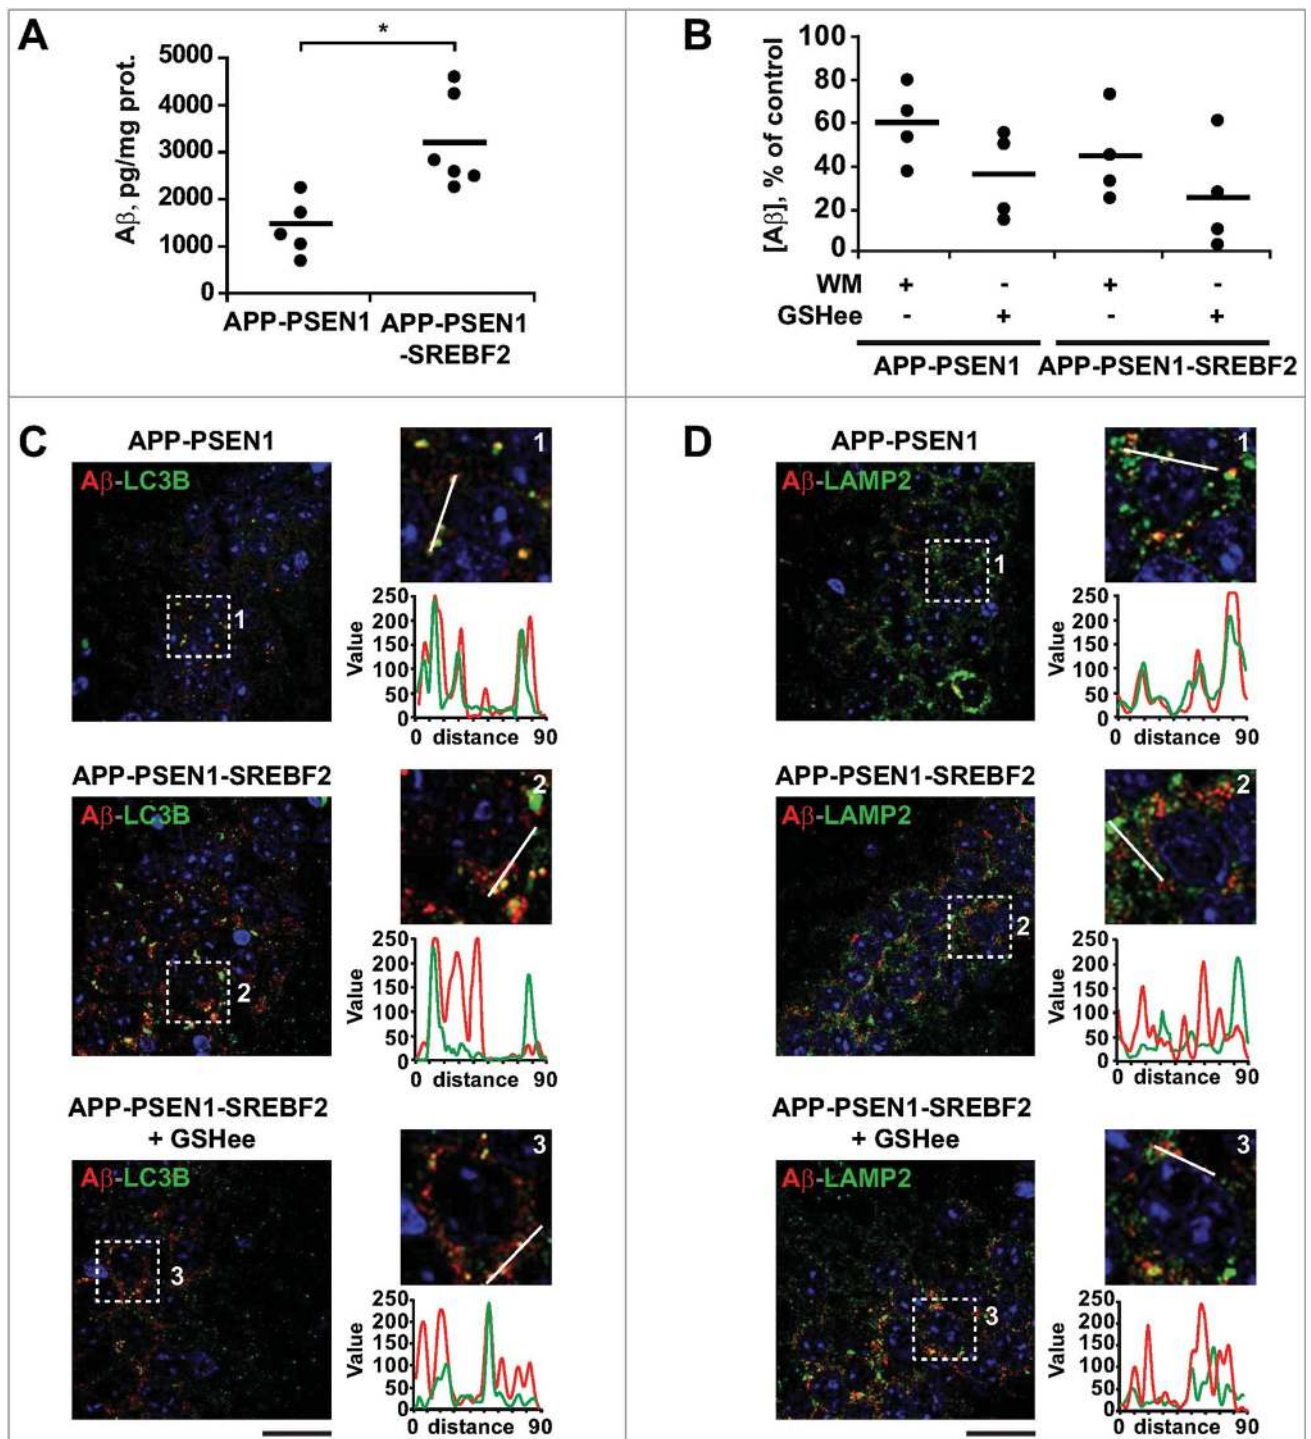 A
*
Aβ, pg/mg prot.
5000
4000
3000
2000
1000
0
APP-PSEN1
APP-PSEN1
-SREBF2
B
[Aβ], % of control
100
80
60
40
20
0
WM + - + -
GSHee - + - +
APP-PSEN1 APP-PSEN1-SREBF2
C
APP-PSEN1
Aβ-LC3B
1
1
Value
250
200
150
100
50
0
0 distance 90
APP-PSEN1-SREBF2
Aβ-LC3B
2
2
Value
250
200
150
100
50
0
0 distance 90
APP-PSEN1-SREBF2
+ GSHee
Aβ-LC3B
3
3
Value
250
200
150
100
50
0
0 distance 90
D
APP-PSEN1
Aβ-LAMP2
1
1
Value
250
200
150
100
50
0
0 distance 90
APP-PSEN1-SREBF2
Aβ-LAMP2
2
2
Value
250
200
150
100
50
0
0 distance 90
APP-PSEN1-SREBF2
+ GSHee
Aβ-LAMP2
3
3
Value
250
200
150
100
50
0
0 distance 90